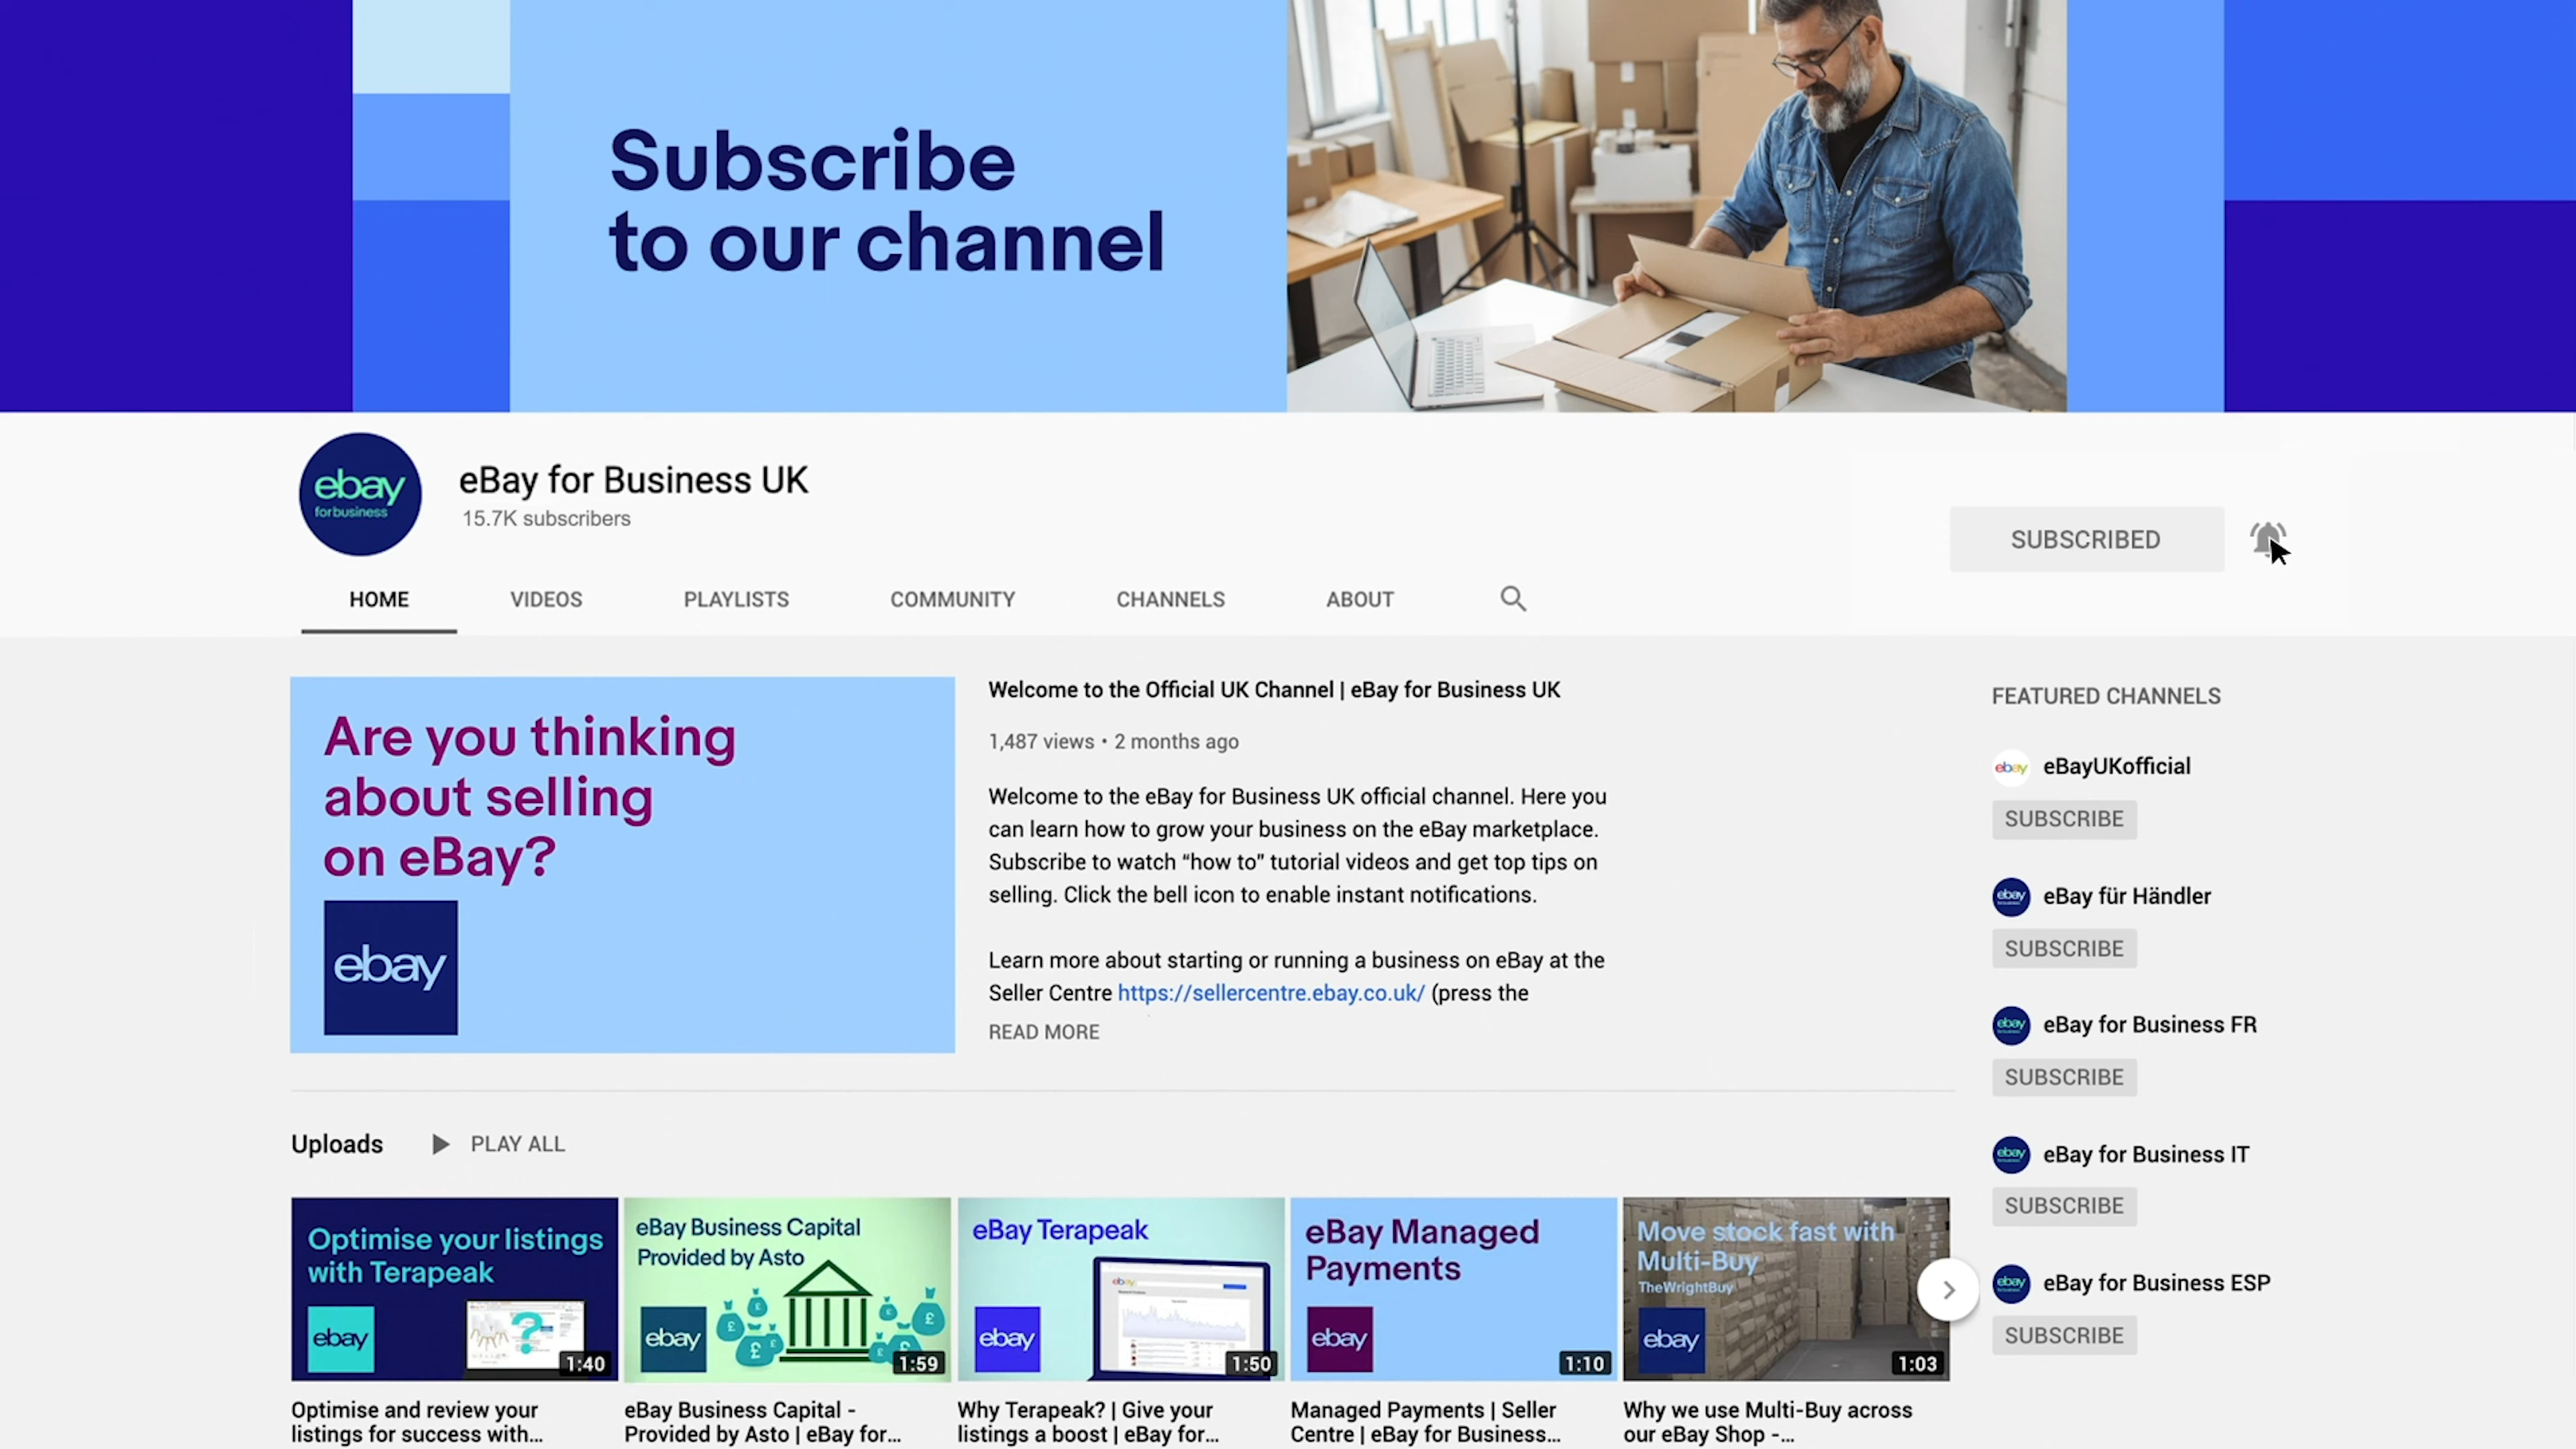 Subscribe
to our channel
ebay
for business
eBay for Business UK
15.7K subscribers
SUBSCRIBED
HOME
VIDEOS
PLAYLISTS
COMMUNITY
CHANNELS
ABOUT
Are you thinking
about selling
on eBay?
ebay
Welcome to the Official UK Channel | eBay for Business UK
1,487 views • 2 months ago
Welcome to the eBay for Business UK official channel. Here you
can learn how to grow your business on the eBay marketplace.
Subscribe to watch “how to” tutorial videos and get top tips on
selling. Click the bell icon to enable instant notifications.
Learn more about starting or running a business on eBay at the
Seller Centre https://sellercentre.ebay.co.uk/ (press the
READ MORE
FEATURED CHANNELS
ebay
eBayUKofficial
SUBSCRIBE
ebay
eBay für Händler
SUBSCRIBE
ebay
eBay for Business FR
SUBSCRIBE
ebay
eBay for Business IT
SUBSCRIBE
ebay
eBay for Business ESP
SUBSCRIBE
Uploads
PLAY ALL
Optimise your listings
with Terapeak
ebay
?
1:40
Optimise and review your
listings for success with...
eBay Business Capital
Provided by Asto
ebay
£
£
£
£
£
£
1:59
eBay Business Capital -
Provided by Asto | eBay for...
eBay Terapeak
ebay
ebay
1:50
Why Terapeak? | Give your
listings a boost | eBay for...
eBay Managed
Payments
ebay
1:10
Managed Payments | Seller
Centre | eBay for Business...
Move stock fast with
Multi-Buy
TheWrightBuy
ebay
1:03
Why we use Multi-Buy across
our eBay Shop -...